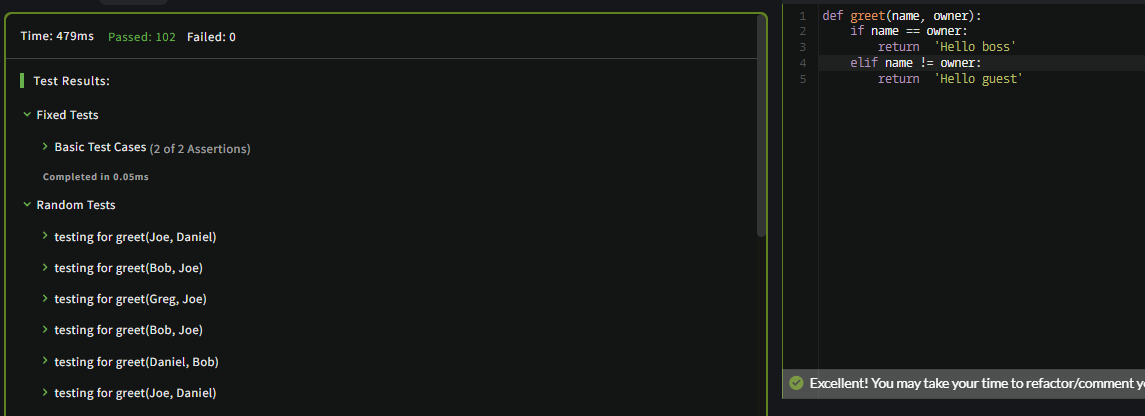 Time: 479ms Passed: 102 Failed: 0
Test Results:
Fixed Tests
Basic Test Cases (2 of 2 Assertions)
Completed in 0.05ms
Random Tests
testing for greet(Joe, Daniel)
testing for greet(Bob, Joe)
testing for greet(Greg, Joe)
testing for greet(Bob, Joe)
testing for greet(Daniel, Bob)
testing for greet(Joe, Daniel)
1 def greet(name, owner):
2     if name == owner:
3         return  'Hello boss'
4     elif name != owner:
5         return  'Hello guest'
Excellent! You may take your time to refactor/comment